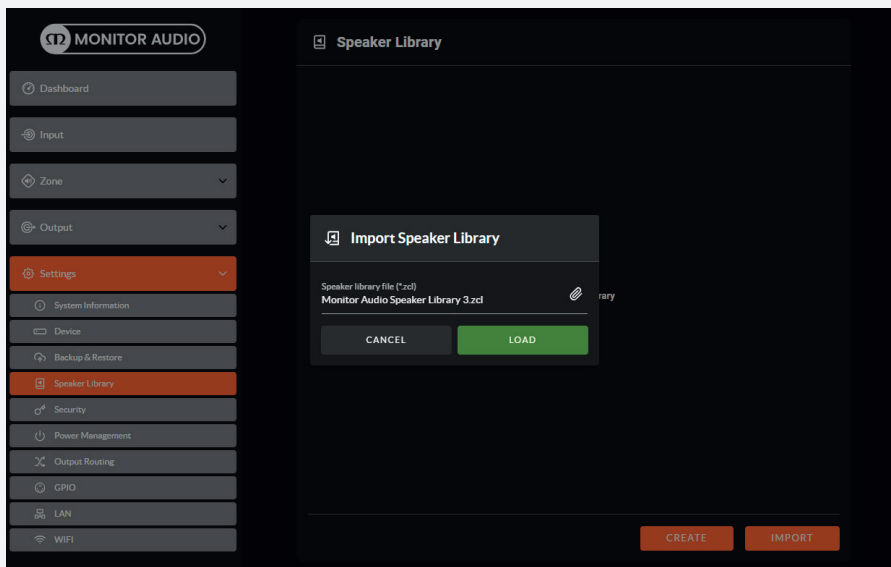 MONITOR AUDIO
Dashboard
Input
Zone
Output
Settings
System Information
Device
Backup & Restore
Speaker Library
Security
Power Management
Output Routing
GPIO
LAN
WIFI
Speaker Library
Import Speaker Library
Speaker library file (*.zcl)
Monitor Audio Speaker Library 3.zcl
CANCEL LOAD
rary
CREATE IMPORT